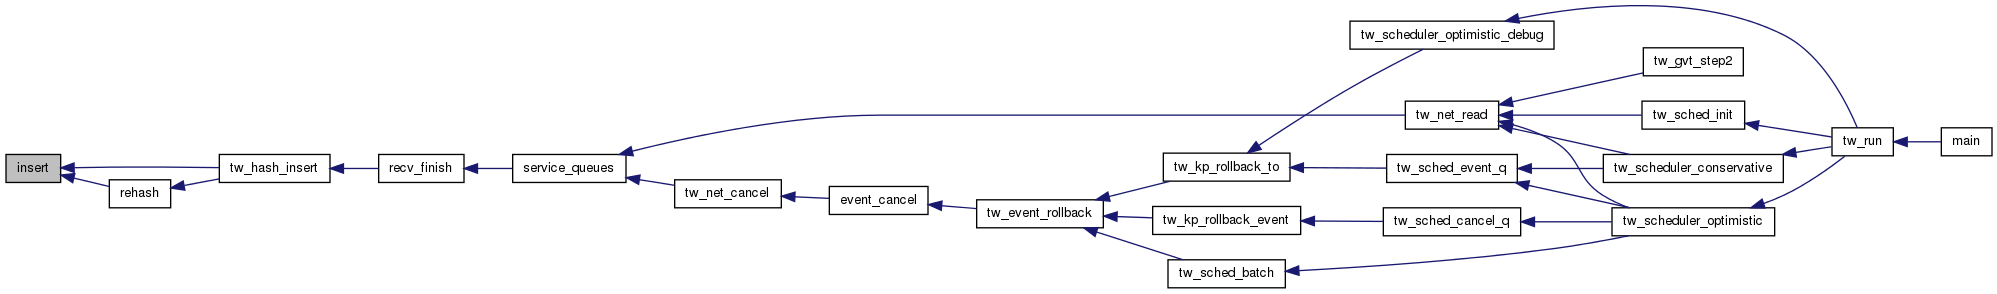 insert
rehash
tw_hash_insert
recv_finish
service_queues
tw_net_cancel
event_cancel
tw_event_rollback
tw_kp_rollback_to
tw_kp_rollback_event
tw_sched_batch
tw_scheduler_optimistic_debug
tw_net_read
tw_sched_event_q
tw_sched_cancel_q
tw_gvt_step2
tw_sched_init
tw_scheduler_conservative
tw_scheduler_optimistic
tw_run
main